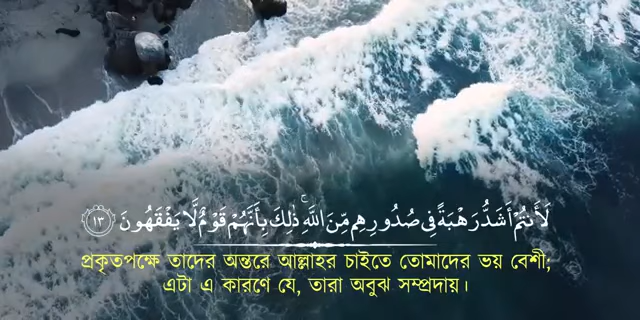 لَأَنتُمْ أَشَدُّ رَهْبَةً فِى صُدُورِهِم مِّنَ اللَّهِ ۚ ذَٰلِكَ بِأَنَّهُمْ قَوْمٌ لَّا يَفْقَهُونَ ١٣
প্রকৃতপক্ষে তাদের অন্তরে আল্লাহর চাইতে তোমাদের ভয় বেশী;
এটা এ কারণে যে, তারা অবুঝ সম্প্রদায়।